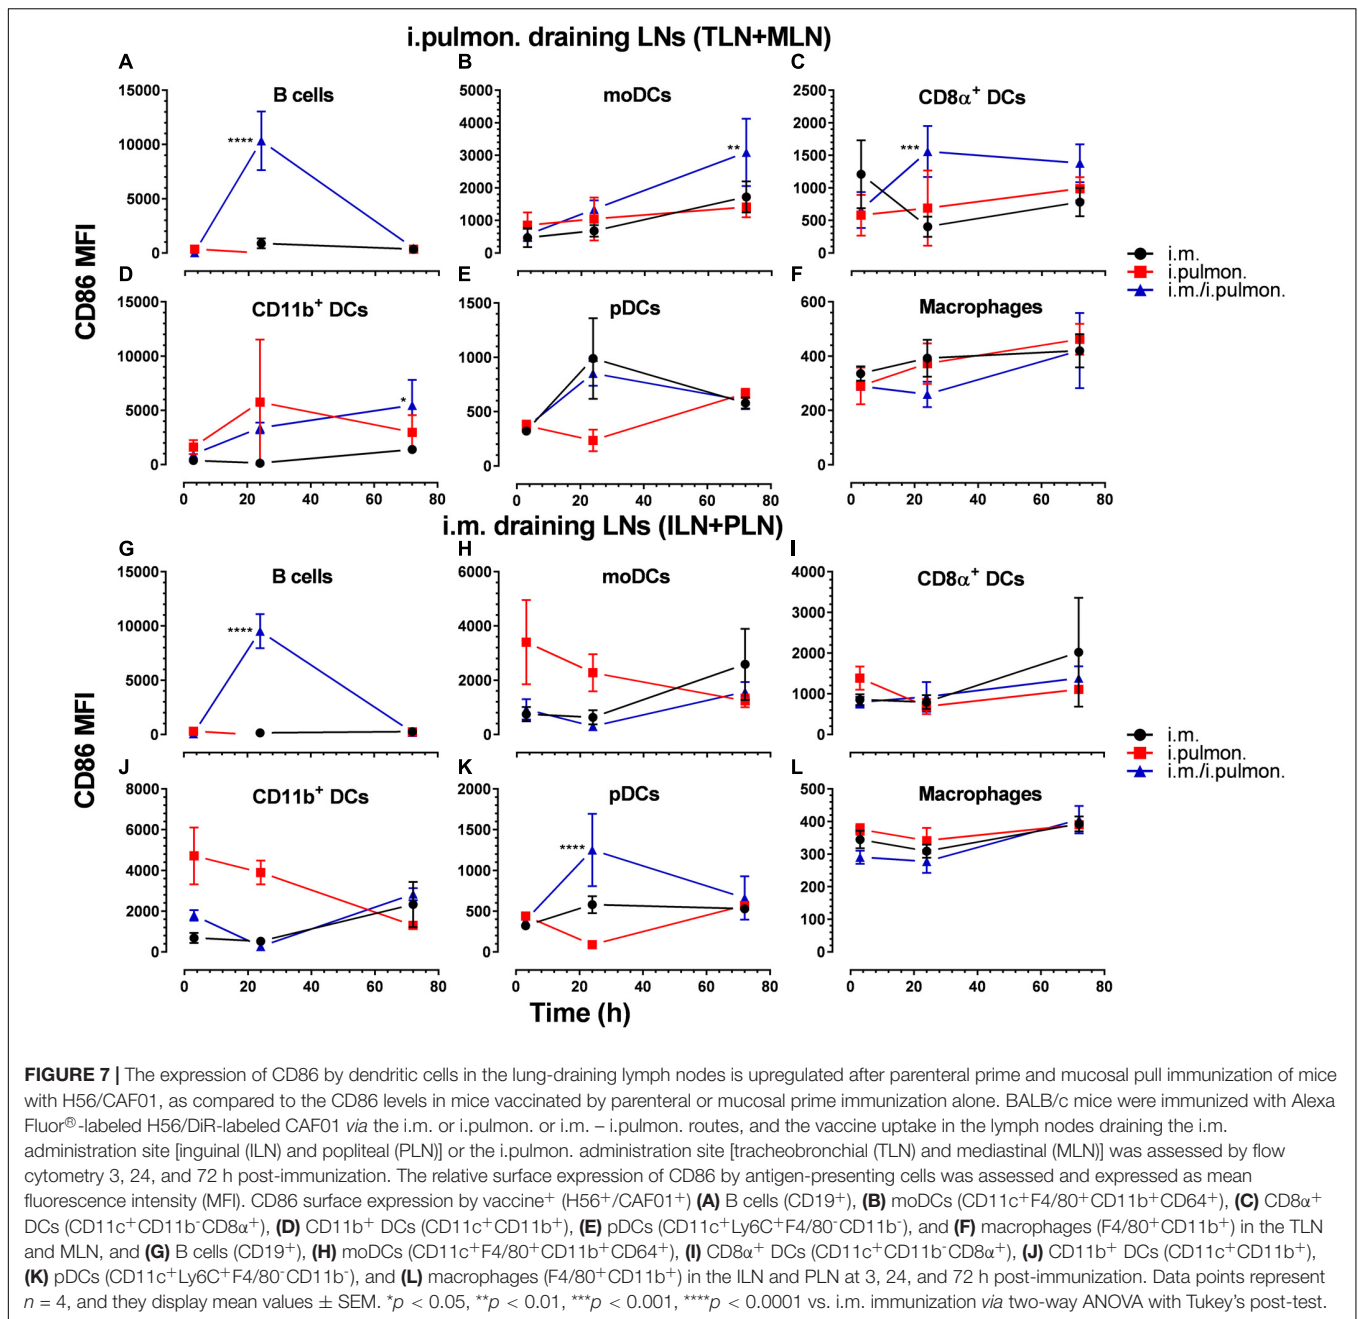 i.pulmon. draining LNs (TLN+MLN)
A
B
C
B cells
moDCs
CD8α+ DCs
15000
10000
5000
0
****
5000
4000
3000
2000
1000
0
**
2500
2000
1500
1000
500
0
***
CD86 MFI
i.m.
i.pulmon.
i.m./i.pulmon.
D
E
F
CD11b+ DCs
pDCs
Macrophages
15000
10000
5000
0
*
0 20 40 60 80
1500
1000
500
0
0 20 40 60 80
600
400
200
0
0 20 40 60 80
i.m. draining LNs (ILN+PLN)
G
H
I
B cells
moDCs
CD8α+ DCs
15000
10000
5000
0
****
6000
4000
2000
0
4000
3000
2000
1000
0
CD86 MFI
i.m.
i.pulmon.
i.m./i.pulmon.
J
K
L
CD11b+ DCs
pDCs
Macrophages
8000
6000
4000
2000
0
0 20 40 60 80
2000
1500
1000
500
0
****
0 20 40 60 80
500
400
300
200
100
0
0 20 40 60 80
Time (h)
FIGURE 7 | The expression of CD86 by dendritic cells in the lung-draining lymph nodes is upregulated after parenteral prime and mucosal pull immunization of mice
with H56/CAF01, as compared to the CD86 levels in mice vaccinated by parenteral or mucosal prime immunization alone. BALB/c mice were immunized with Alexa
Fluor®-labeled H56/DiR-labeled CAF01 via the i.m. or i.pulmon. or i.m. – i.pulmon. routes, and the vaccine uptake in the lymph nodes draining the i.m.
administration site [inguinal (ILN) and popliteal (PLN)] or the i.pulmon. administration site [tracheobronchial (TLN) and mediastinal (MLN)] was assessed by flow
cytometry 3, 24, and 72 h post-immunization. The relative surface expression of CD86 by antigen-presenting cells was assessed and expressed as mean
fluorescence intensity (MFI). CD86 surface expression by vaccine+ (H56+/CAF01+) (A) B cells (CD19+), (B) moDCs (CD11c+F4/80+CD11b+CD64+), (C) CD8α+
DCs (CD11c+CD11b-CD8α+), (D) CD11b+ DCs (CD11c+CD11b+), (E) pDCs (CD11c+Ly6C+F4/80-CD11b-), and (F) macrophages (F4/80+CD11b+) in the TLN
and MLN, and (G) B cells (CD19+), (H) moDCs (CD11c+F4/80+CD11b+CD64+), (I) CD8α+ DCs (CD11c+CD11b-CD8α+), (J) CD11b+ DCs (CD11c+CD11b+),
(K) pDCs (CD11c+Ly6C+F4/80-CD11b-), and (L) macrophages (F4/80+CD11b+) in the ILN and PLN at 3, 24, and 72 h post-immunization. Data points represent
n = 4, and they display mean values ± SEM. *p < 0.05, **p < 0.01, ***p < 0.001, ****p < 0.0001 vs. i.m. immunization via two-way ANOVA with Tukey's post-test.